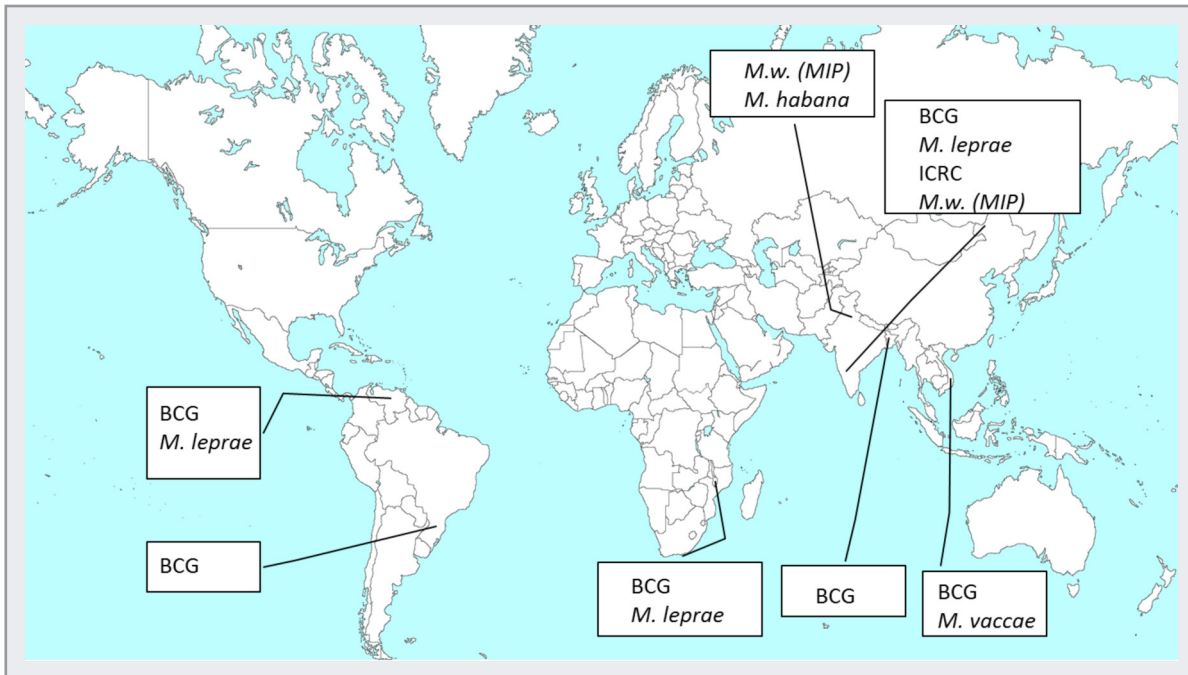 M.w. (MIP)
M. habana
BCG
M. leprae
ICRC
M.w. (MIP)
BCG
M. leprae
BCG
BCG
M. leprae
BCG
BCG
M. vaccae